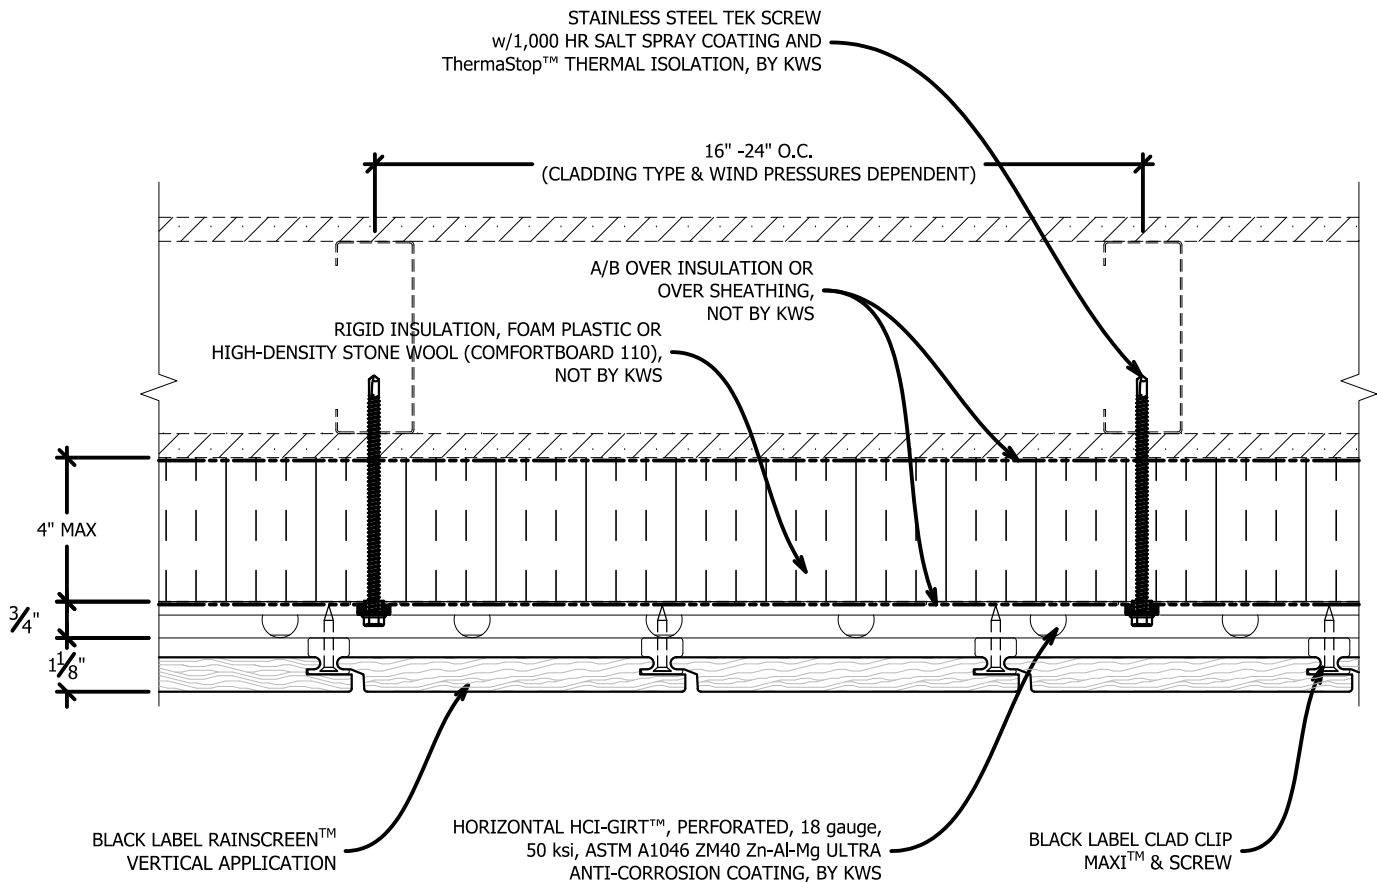 STAINLESS STEEL TEK SCREW
w/1,000 HR SALT SPRAY COATING AND
ThermaStop™ THERMAL ISOLATION, BY KWS
16" -24" O.C.
(CLADDING TYPE & WIND PRESSURES DEPENDENT)
A/B OVER INSULATION OR
OVER SHEATHING,
NOT BY KWS
RIGID INSULATION, FOAM PLASTIC OR
HIGH-DENSITY STONE WOOL (COMFORTBOARD 110),
NOT BY KWS
4" MAX
3/4"
1 1/8"
BLACK LABEL RAINSCREEN™
VERTICAL APPLICATION
HORIZONTAL HCI-GIRT™, PERFORATED, 18 gauge,
50 ksi, ASTM A1046 ZM40 Zn-Al-Mg ULTRA
ANTI-CORROSION COATING, BY KWS
BLACK LABEL CLAD CLIP
MAXI™ & SCREW